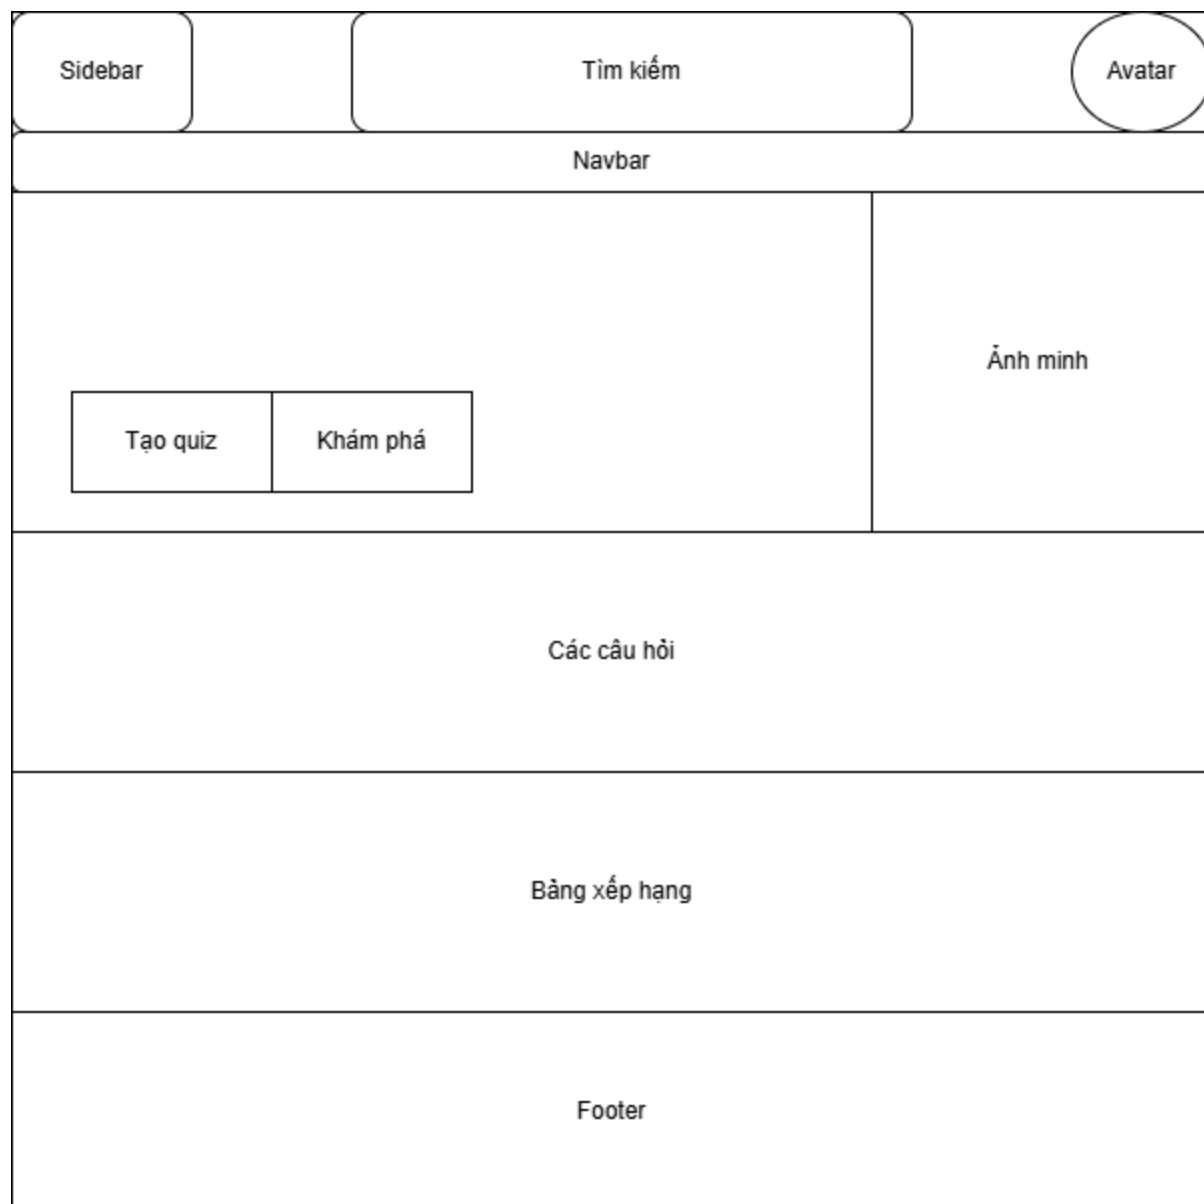 Sidebar
Tìm kiếm
Avatar
Navbar
Ảnh minh
Tạo quiz
Khám phá
Các câu hỏi
Bảng xếp hạng
Footer